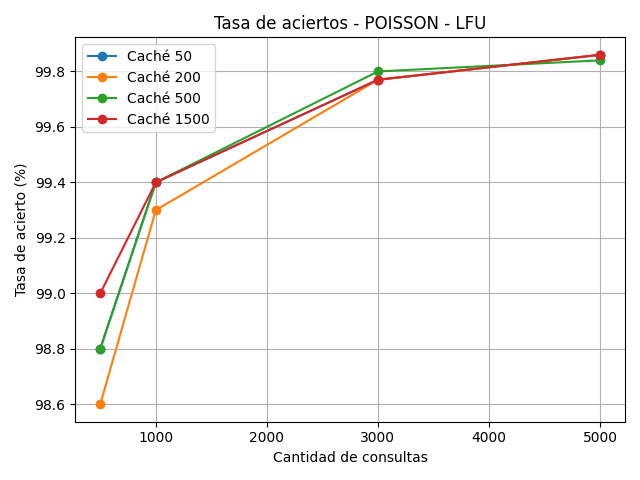 Tasa de aciertos - POISSON - LFU
Caché 50
Caché 200
Caché 500
Caché 1500
Tasa de acierto (%)
99.8
99.6
99.4
99.2
99.0
98.8
98.6
1000 2000 3000 4000 5000
Cantidad de consultas